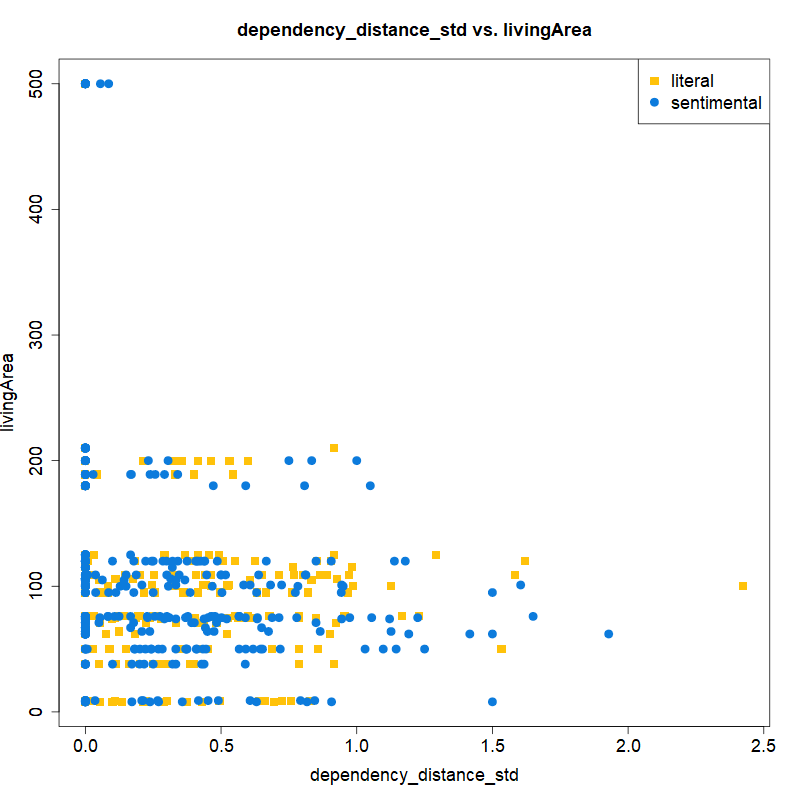 dependency_distance_std vs. livingArea
literal
sentimental
livingArea
500
400
300
200
100
0
0.0
0.5
1.0
1.5
2.0
2.5
dependency_distance_std